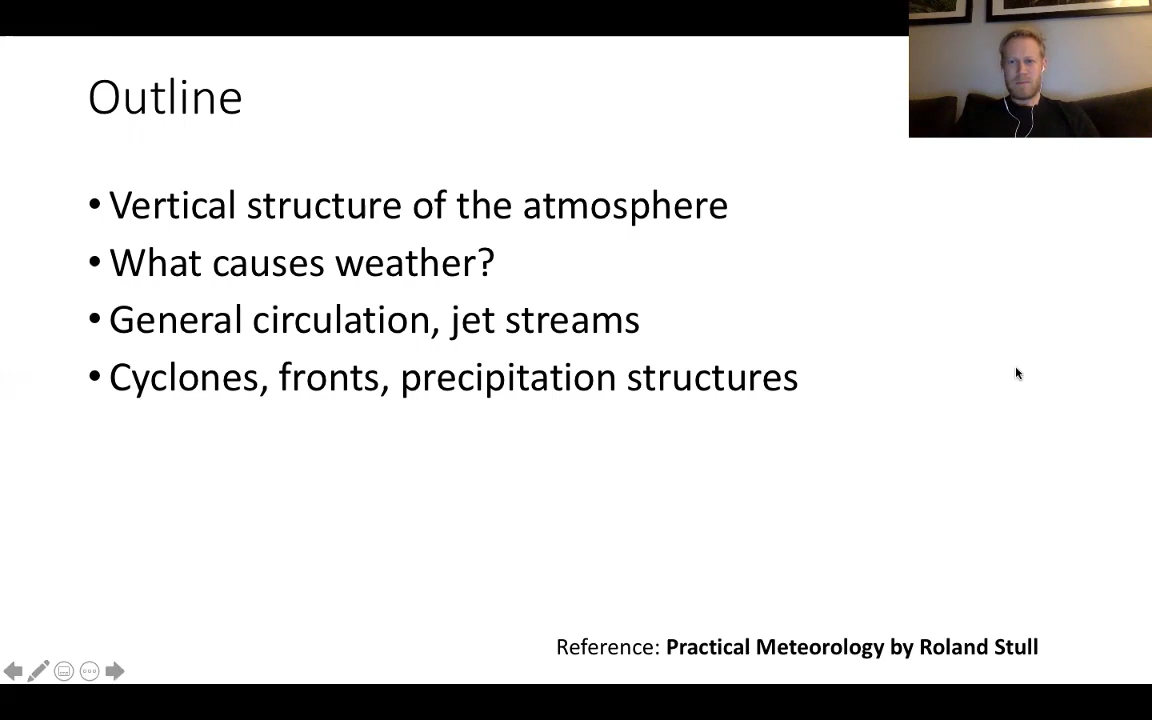 Outline
• Vertical structure of the atmosphere
• What causes weather?
• General circulation, jet streams
• Cyclones, fronts, precipitation structures
Reference: Practical Meteorology by Roland Stull